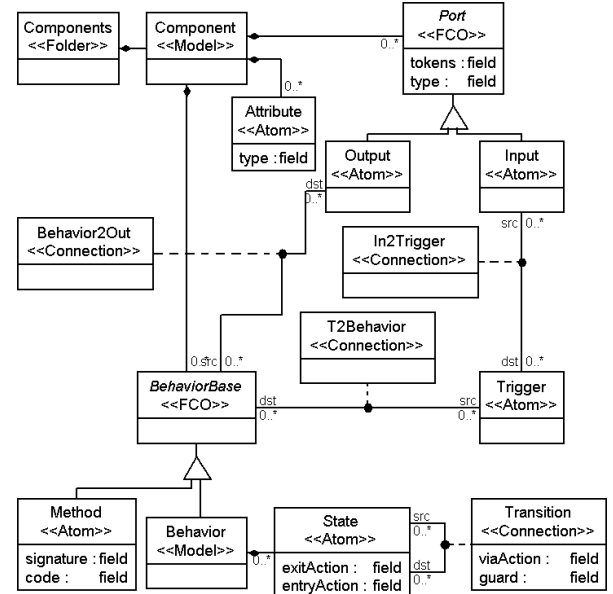 Components
<<Folder>>
Component
<<Model>>
Port
<<FCO>>
tokens : field
type : field
0..*
0..*
Attribute
<<Atom>>
type : field
Output
<<Atom>>
Input
<<Atom>>
dst
0..*
src 0..*
Behavior2Out
<<Connection>>
In2Trigger
<<Connection>>
T2Behavior
<<Connection>>
0..*
src 0..*
dst 0..*
BehaviorBase
<<FCO>>
dst
0..*
src
0..*
Trigger
<<Atom>>
Method
<<Atom>>
signature : field
code : field
Behavior
<<Model>>
0..*
State
<<Atom>>
exitAction : field
entryAction : field
src
0..*
dst
0..*
Transition
<<Connection>>
viaAction : field
guard : field